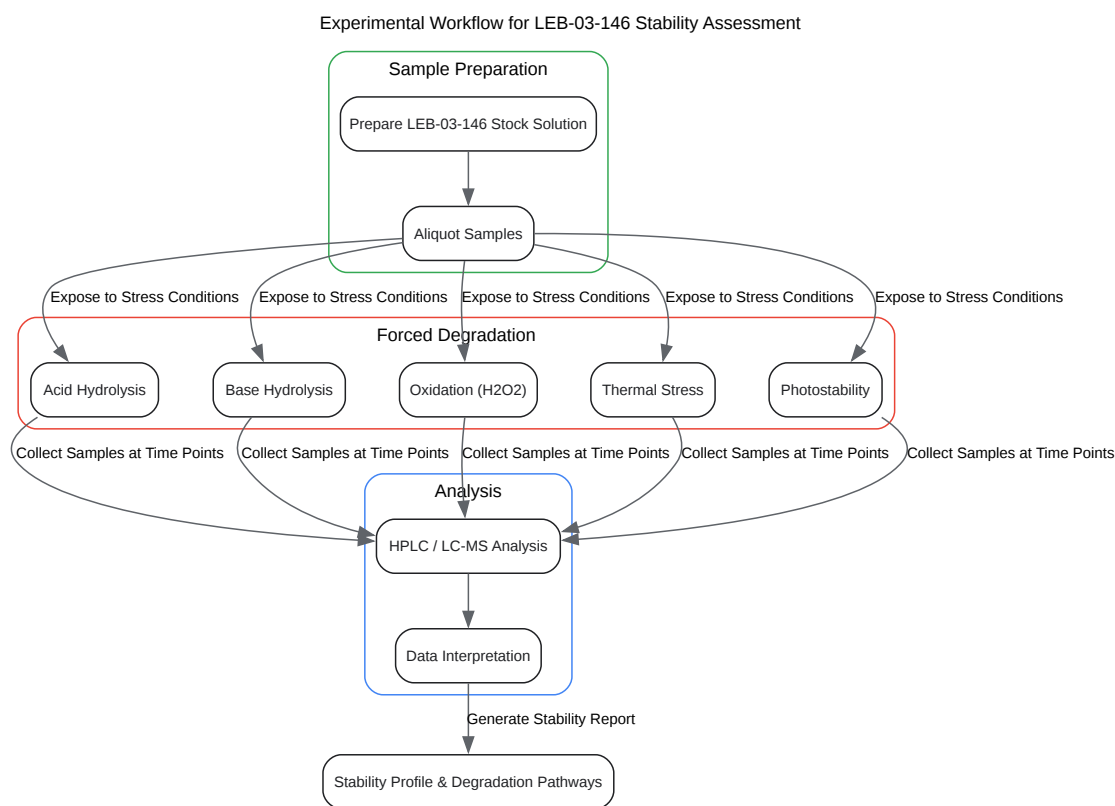 Experimental Workflow for LEB-03-146 Stability Assessment
Sample Preparation
Prepare LEB-03-146 Stock Solution
Aliquot Samples
Expose to Stress Conditions
Expose to Stress Conditions
Expose to Stress Conditions
Expose to Stress Conditions
Expose to Stress Conditions
Forced Degradation
Acid Hydrolysis
Base Hydrolysis
Oxidation (H2O2)
Thermal Stress
Photostability
Collect Samples at Time Points
Collect Samples at Time Points
Collect Samples at Time Points
Collect Samples at Time Points
Collect Samples at Time Points
Analysis
HPLC / LC-MS Analysis
Data Interpretation
Generate Stability Report
Stability Profile & Degradation Pathways